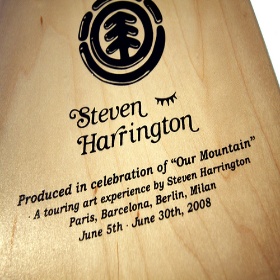 Steven
Harrington
Produced in celebration of "Our Mountain"
A touring art experience by Steven Harrington
Paris, Barcelona, Berlin, Milan
June 5th - June 30th, 2008